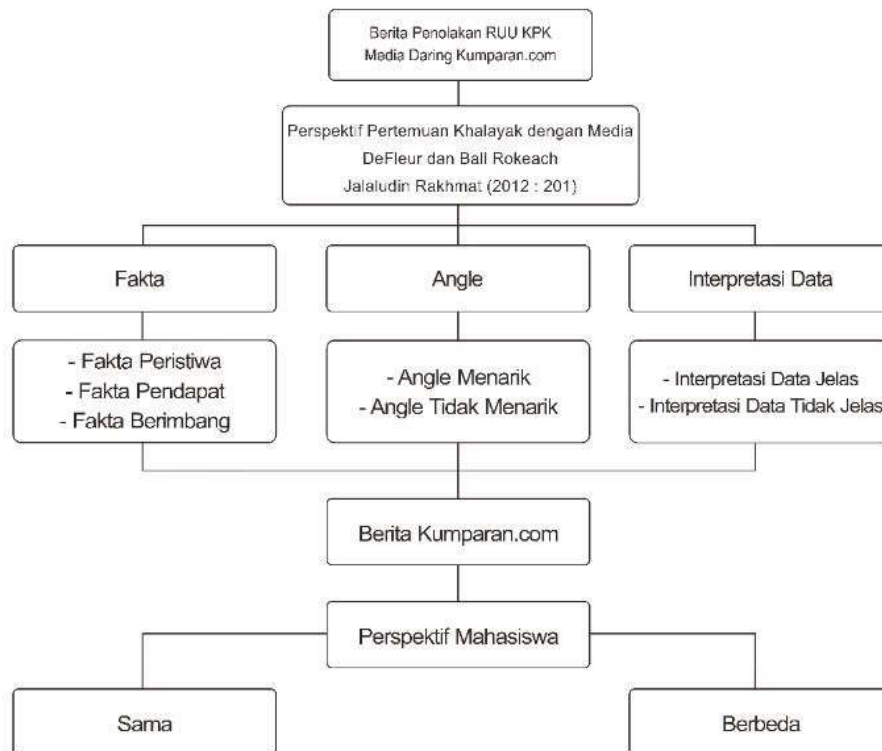 Berita Penolakan RUU KPK
Media Daring Kumparan.com
Perspektif Pertemuan Khalayak dengan Media
DeFleur dan Ball Rokeach
Jalaludin Rakhmat (2012 : 201)
Fakta
Angle
Interpretasi Data
- Fakta Peristiwa
- Fakta Pendapat
- Fakta Berimbang
- Angle Menarik
- Angle Tidak Menarik
- Interpretasi Data Jelas
- Interpretasi Data Tidak Jelas
Berita Kumparan.com
Perspektif Mahasiswa
Sama
Berbeda